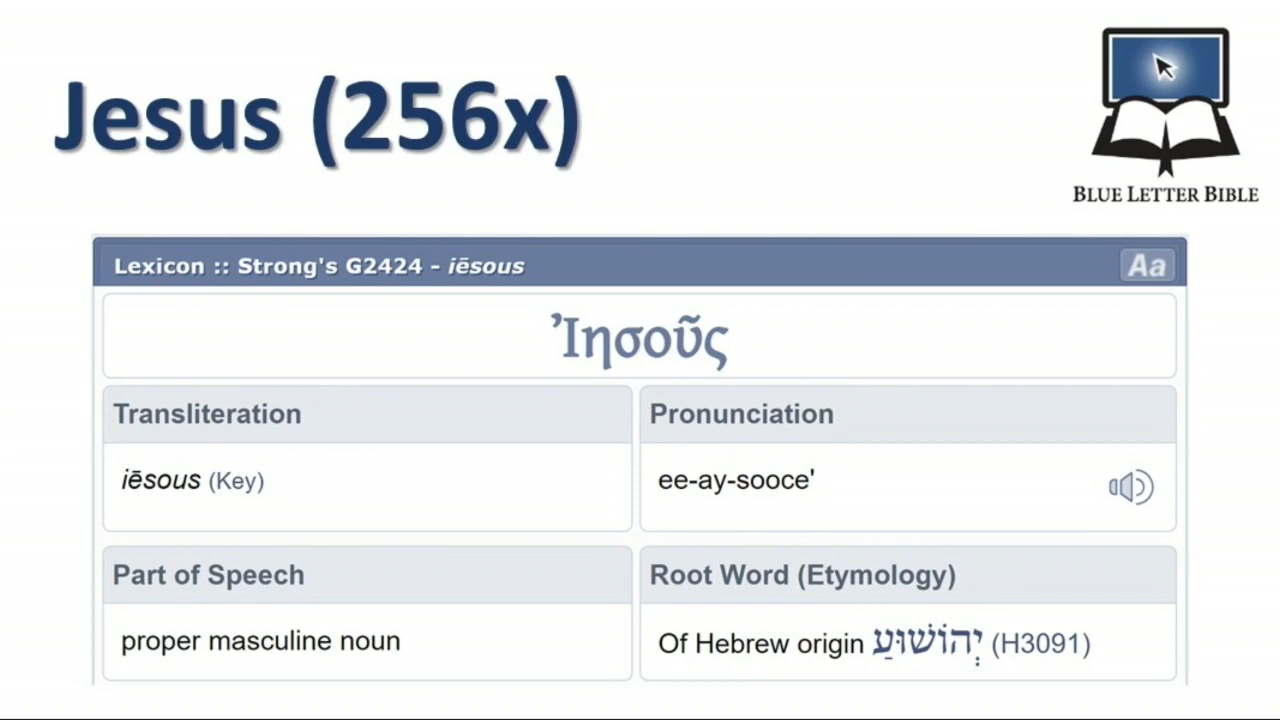 Jesus (256x)
BLUE LETTER BIBLE
Lexicon :: Strong's G2424 - iēsous
Aa
Ἰησοῦς
Transliteration
Pronunciation
iēsous (Key)
ee-ay-sooce'
Part of Speech
Root Word (Etymology)
proper masculine noun
Of Hebrew origin יְהוֹשׁוּעַ (H3091)